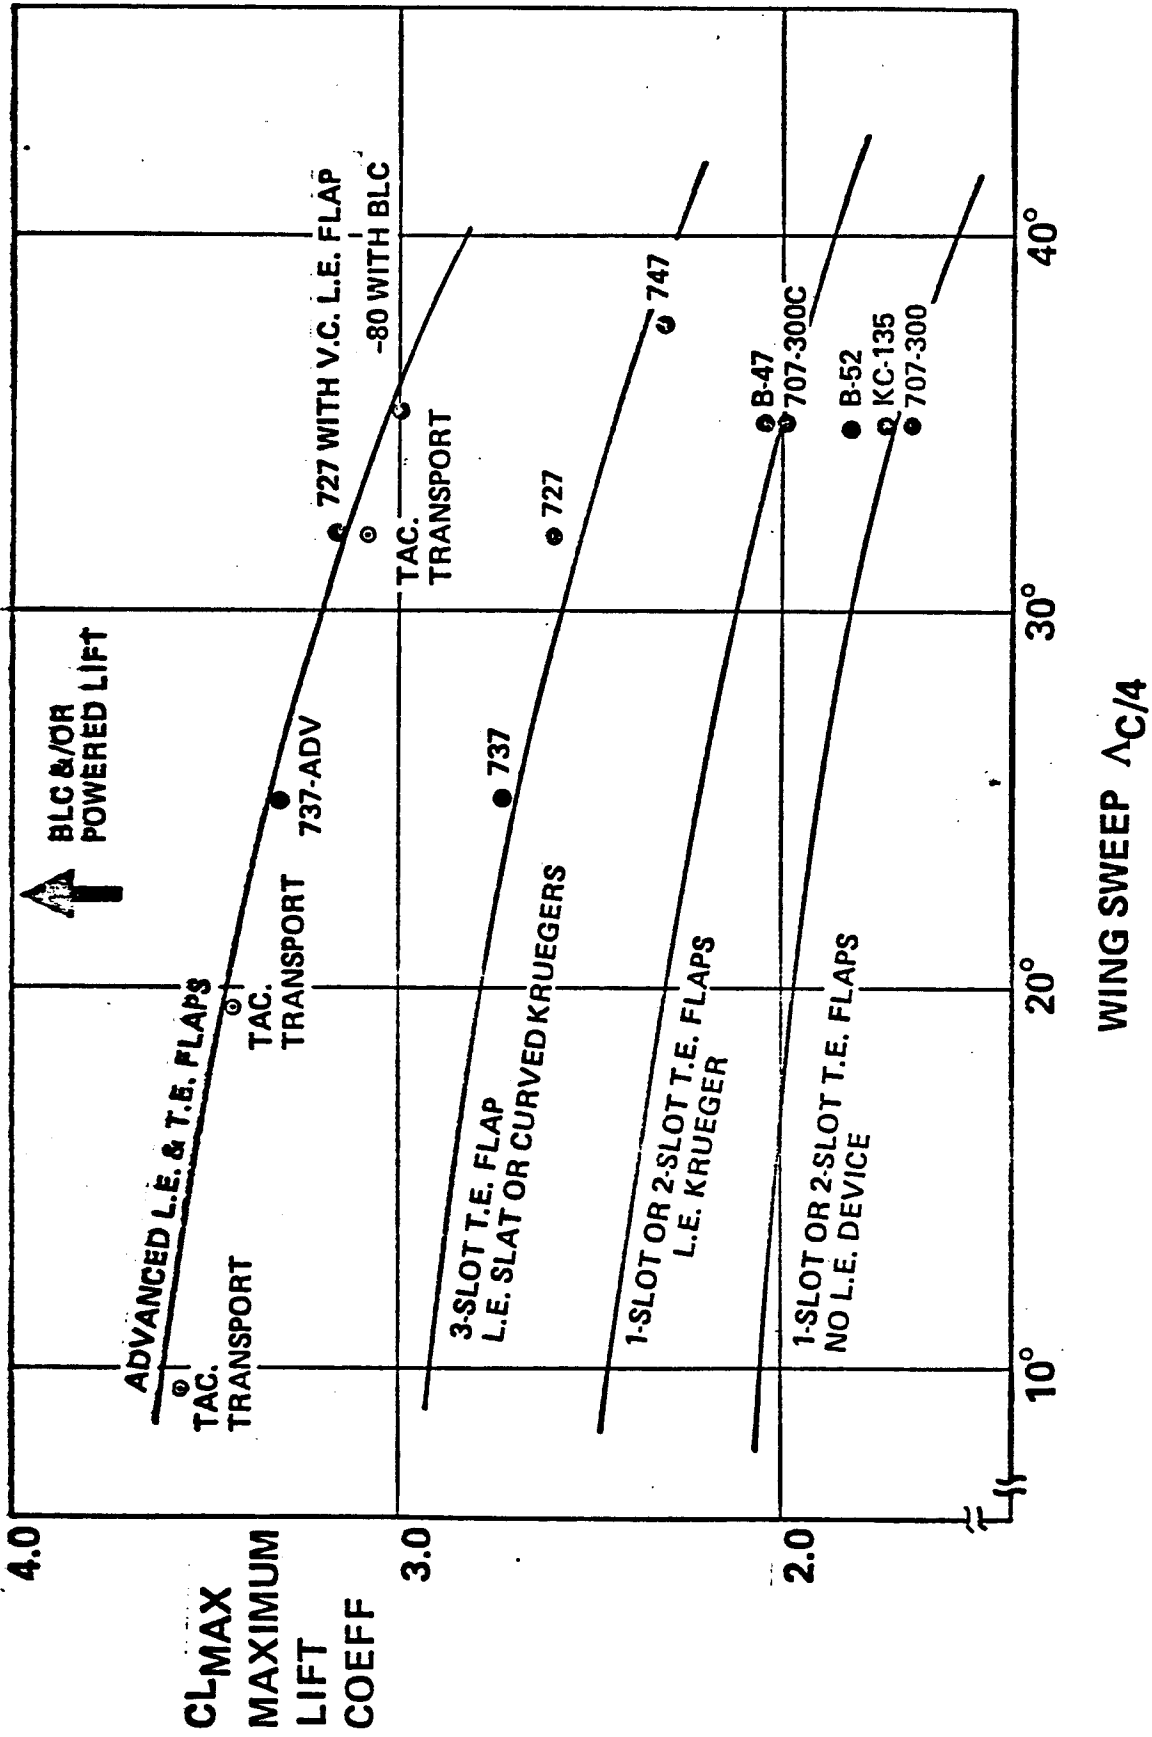 CLMAX
MAXIMUM
LIFT
COEFF
4.0
3.0
2.0
BLC &/OR
POWERED LIFT
ADVANCED L.E. & T.E. FLAPS
TAC.
TRANSPORT
TAC.
TRANSPORT
737-ADV
727 WITH V.C. L.E. FLAP
-80 WITH BLC
TAC.
TRANSPORT
3-SLOT T.E. FLAP
L.E. SLAT OR CURVED KRUEGERS
737
727
747
1-SLOT OR 2-SLOT T.E. FLAPS
L.E. KRUEGER
B-47
707-300C
1-SLOT OR 2-SLOT T.E. FLAPS
NO L.E. DEVICE
B-52
KC-135
707-300
10°
20°
30°
40°
WING SWEEP ΛC/4